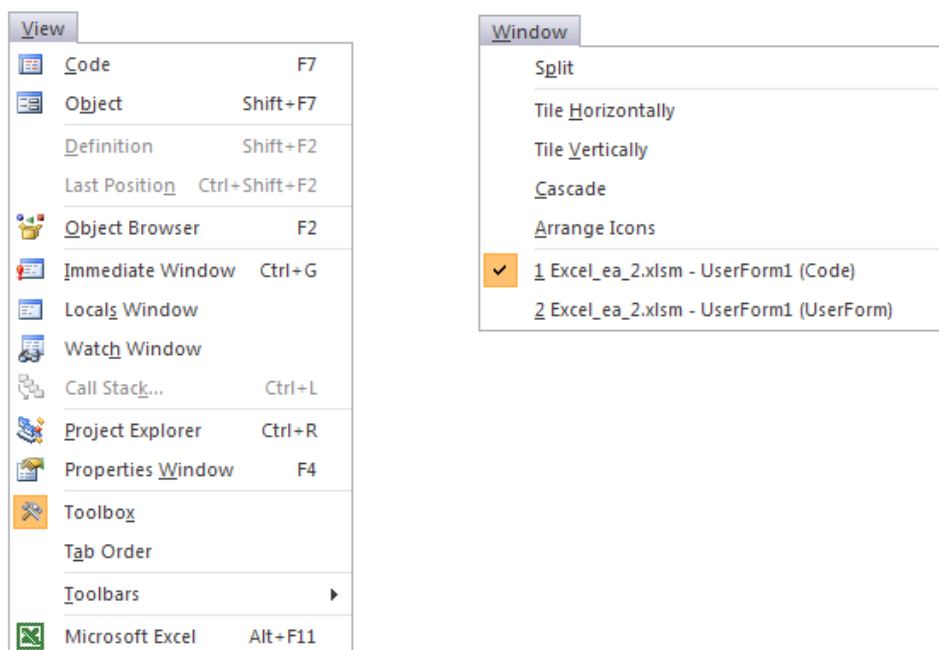 View
Code F7
Object Shift+F7
Definition Shift+F2
Last Position Ctrl+Shift+F2
Object Browser F2
Immediate Window Ctrl+G
Locals Window
Watch Window
Call Stack... Ctrl+L
Project Explorer Ctrl+R
Properties Window F4
Toolbox
Tab Order
Toolbars
Microsoft Excel Alt+F11
Window
Split
Tile Horizontally
Tile Vertically
Cascade
Arrange Icons
1 Excel_ea_2.xlsm - UserForm1 (Code)
2 Excel_ea_2.xlsm - UserForm1 (UserForm)